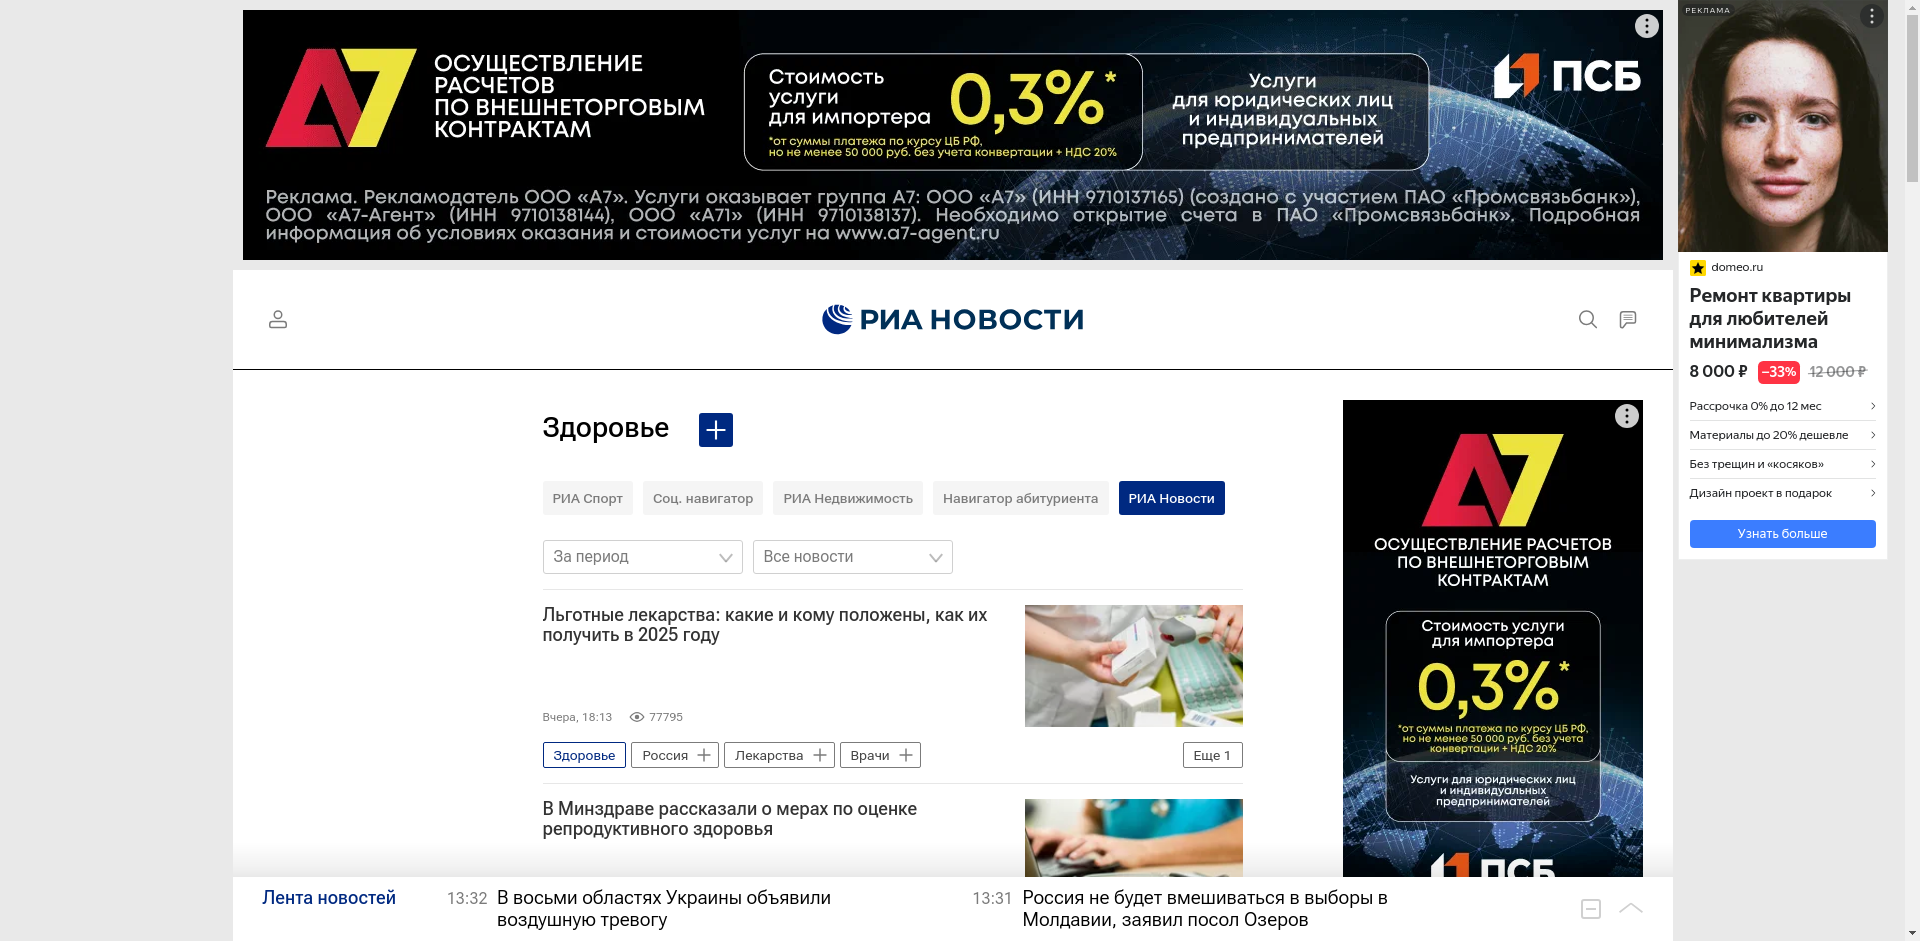 А7
ОСУЩЕСТВЛЕНИЕ
РАСЧЕТОВ
ПО ВНЕШНЕТОРГОВЫМ
КОНТРАКТАМ
Стоимость
услуги
для импортера
0,3%*
*от суммы платежа по курсу ЦБ РФ,
но не менее 50 000 руб. без учета конвертации + НДС 20%
Услуги
для юридических лиц
и индивидуальных
предпринимателей
ПСБ
Реклама. Рекламодатель ООО «А7». Услуги оказывает группа А7: ООО «А7» (ИНН 9710137165) (создано с участием ПАО «Промсвязьбанк»),
ООО «А7-Агент» (ИНН 9710138144), ООО «А71» (ИНН 9710138137). Необходимо открытие счета в ПАО «Промсвязьбанк». Подробная
информация об условиях оказания и стоимости услуг на www.a7-agent.ru
РЕКЛАМА
domeo.ru
Ремонт квартиры
для любителей
минимализма
8 000 ₽ –33% 12 000 ₽
Рассрочка 0% до 12 мес
Материалы до 20% дешевле
Без трещин и «косяков»
Дизайн проект в подарок
Узнать больше
РИА НОВОСТИ
Здоровье
РИА Спорт
Соц. навигатор
РИА Недвижимость
Навигатор абитуриента
РИА Новости
За период
Все новости
Льготные лекарства: какие и кому положены, как их
получить в 2025 году
Вчера, 18:13 77795
Здоровье
Россия
Лекарства
Врачи
Еще 1
В Минздраве рассказали о мерах по оценке
репродуктивного здоровья
А7
ОСУЩЕСТВЛЕНИЕ РАСЧЕТОВ
ПО ВНЕШНЕТОРГОВЫМ
КОНТРАКТАМ
Стоимость услуги
для импортера
0,3%*
*от суммы платежа по курсу ЦБ РФ,
но не менее 50 000 руб. без учета
конвертации + НДС 20%
Услуги для юридических лиц
и индивидуальных
предпринимателей
ПСБ
Лента новостей
13:32 В восьми областях Украины объявили
воздушную тревогу
13:31 Россия не будет вмешиваться в выборы в
Молдавии, заявил посол Озеров